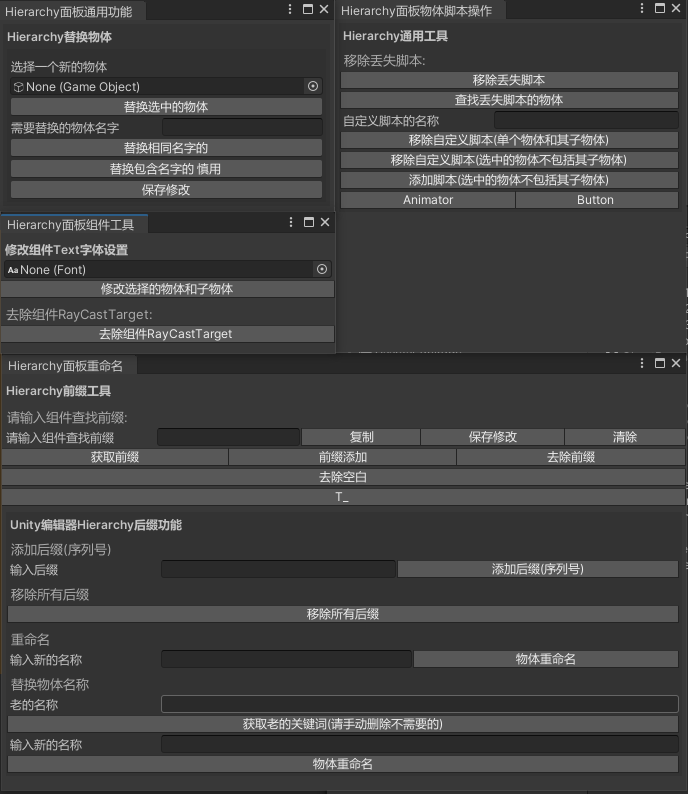 Hierarchy面板通用功能
Hierarchy替换物体
选择一个新的物体
None (Game Object)
替换选中的物体
需要替换的物体名字
替换相同名字的
替换包含名字的 慎用
保存修改
Hierarchy面板物体脚本操作
Hierarchy通用工具
移除丢失脚本:
移除丢失脚本
查找丢失脚本的物体
自定义脚本的名称
移除自定义脚本(单个物体和其子物体)
移除自定义脚本(选中的物体不包括其子物体)
添加脚本(选中的物体不包括其子物体)
Animator Button
Hierarchy面板组件工具
修改组件Text字体设置
Aa None (Font)
修改选择的物体和子物体
去除组件RayCastTarget:
去除组件RayCastTarget
Hierarchy面板重命名
Hierarchy前缀工具
请输入组件查找前缀:
请输入组件查找前缀 复制 保存修改 清除
获取前缀 前缀添加 去除前缀
去除空白
T_
Unity编辑器Hierarchy后缀功能
添加后缀(序列号)
输入后缀 添加后缀(序列号)
移除所有后缀
移除所有后缀
重命名
输入新的名称 物体重命名
替换物体名称
老的名称
获取老的关键词(请手动删除不需要的)
输入新的名称
物体重命名